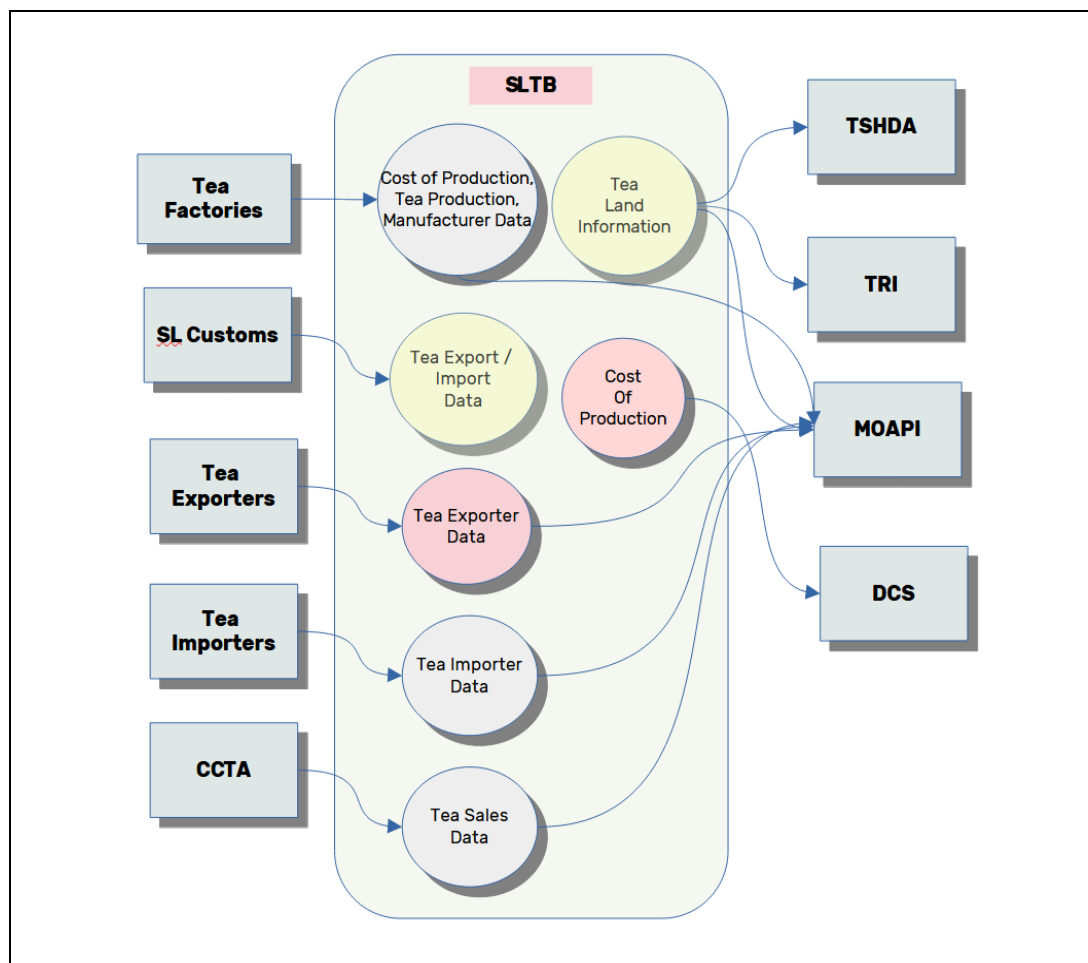 SLTB
Tea
Factories
Cost of Production,
Tea Production,
Manufacturer Data
Tea
Land
Information
TSHDA
SL Customs
Tea Export /
Import
Data
Cost
Of
Production
TRI
Tea
Exporters
Tea Exporter
Data
MOAPI
Tea
Importers
Tea Importer
Data
DCS
CCTA
Tea Sales
Data